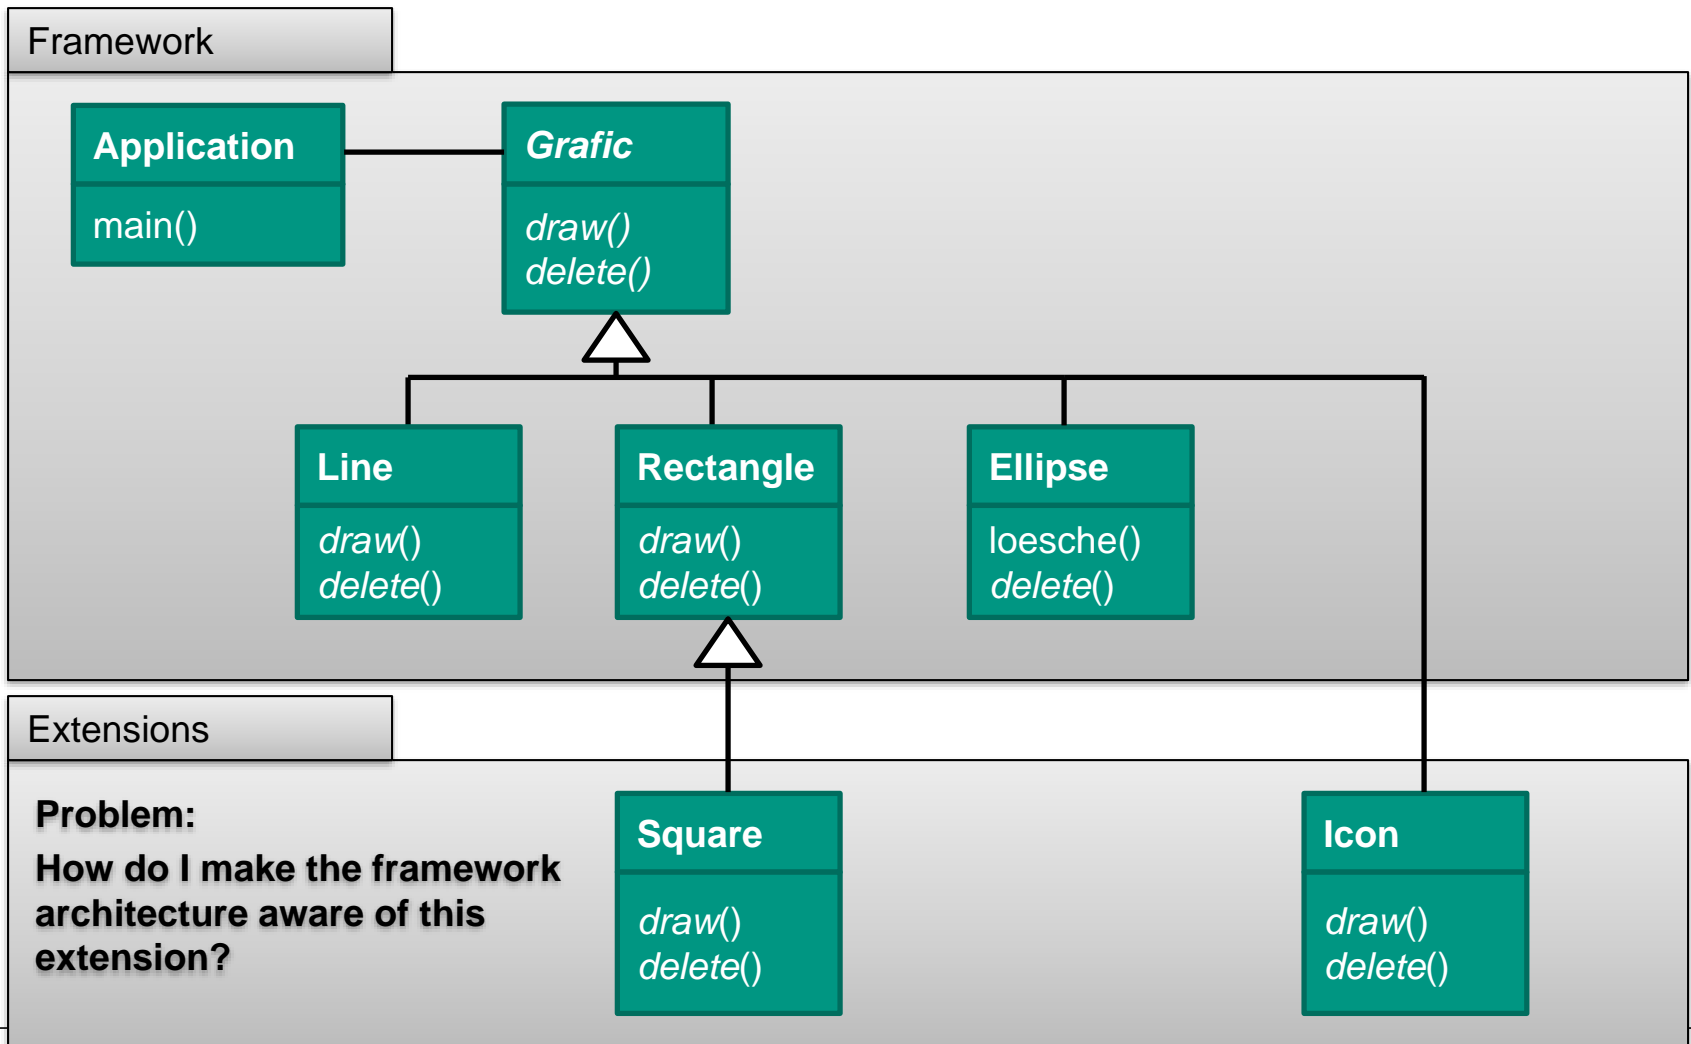 Framework
Application
main()
Grafic
draw()
delete()
Line
draw()
delete()
Rectangle
draw()
delete()
Ellipse
loesche()
delete()
Extensions
Problem:
How do I make the framework
architecture aware of this
extension?
Square
draw()
delete()
Icon
draw()
delete()